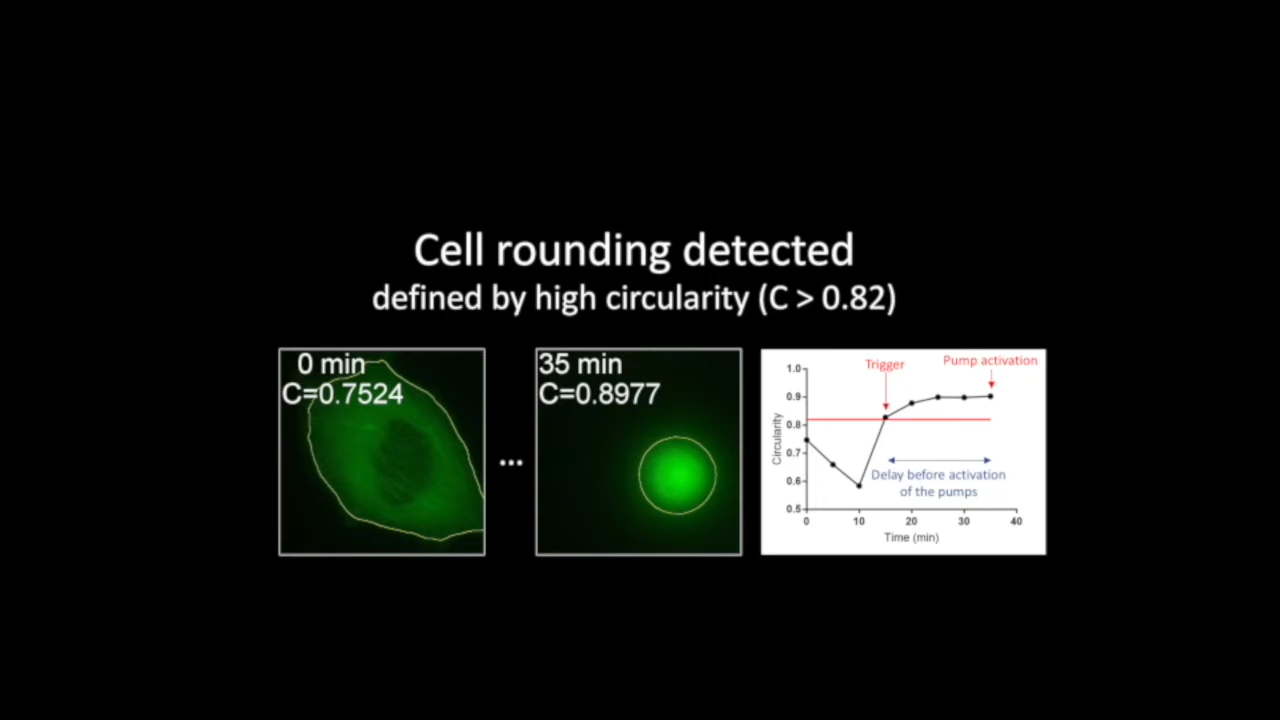 Cell rounding detected
defined by high circularity (C > 0.82)
0 min
C=0.7524
...
35 min
C=0.8977
Trigger
Pump activation
1.0
0.9
0.8
0.7
0.6
0.5
Circularity
Delay before activation
of the pumps
0
10
20
30
40
Time (min)